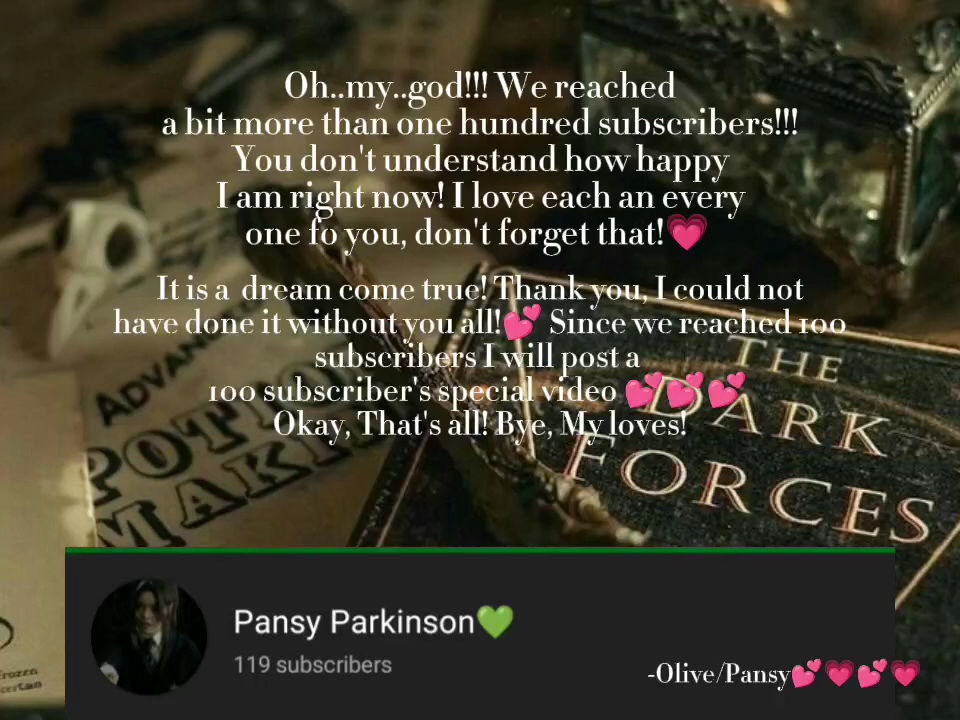 Oh..my..god!!! We reached
a bit more than one hundred subscribers!!!
You don't understand how happy
I am right now! I love each an every
one fo you, don't forget that!💗
It is a dream come true! Thank you, I could not
have done it without you all!💕 Since we reached 100
subscribers I will post a
100 subscriber's special video 💕💕💕
Okay, That's all! Bye, My loves!
ADVANC
POTI
MAKI
THE
DARK
FORCES
Pansy Parkinson💚
119 subscribers
-Olive/Pansy💕💗💕💗